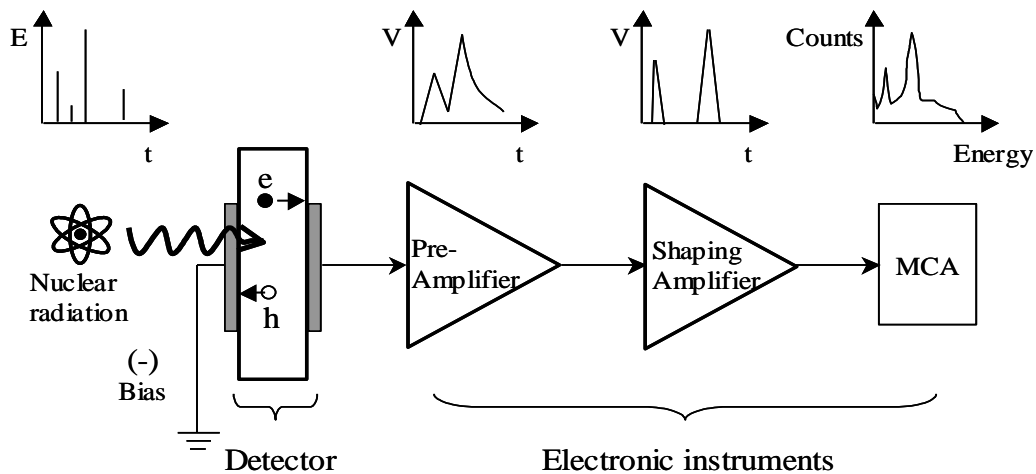 E
t
V
t
V
t
Counts
Energy
e
h
Nuclear
radiation
(-)
Bias
Pre-
Amplifier
Shaping
Amplifier
MCA
Detector
Electronic instruments